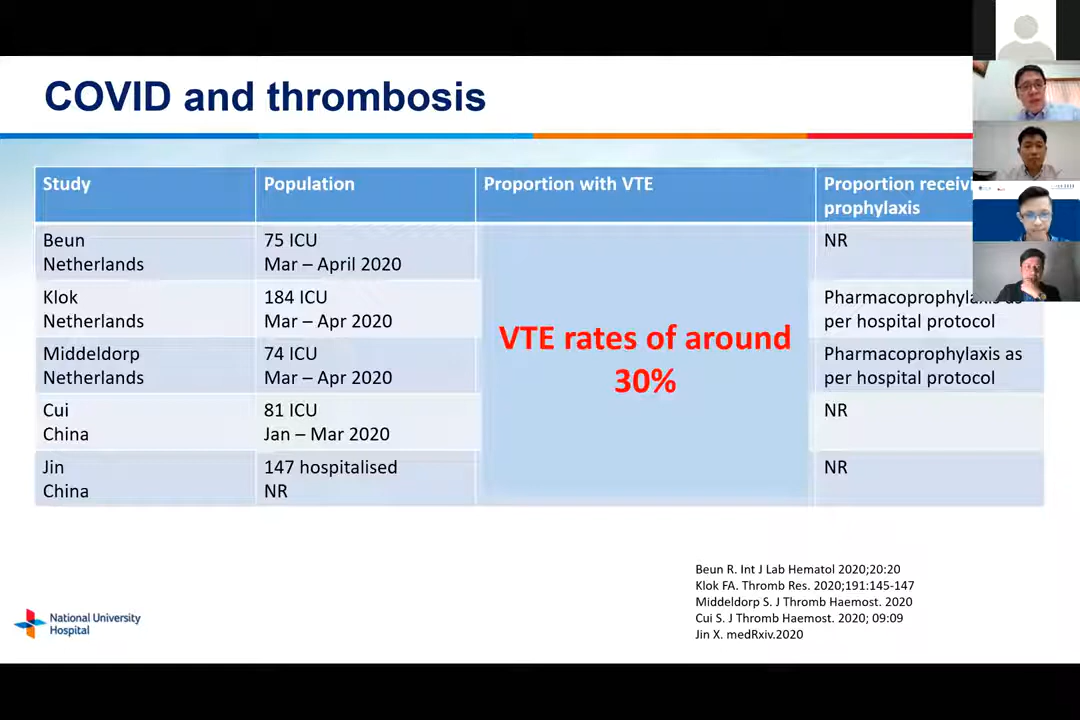 COVID and thrombosis
Study
Population
Proportion with VTE
Proportion
prophylaxis
Beun
Netherlands
75 ICU
Mar – April 2020
NR
Klok
Netherlands
184 ICU
Mar – Apr 2020
Pharmacoprophylaxis as
per hospital protocol
Middeldorp
Netherlands
74 ICU
Mar – Apr 2020
Pharmacoprophylaxis as
per hospital protocol
Cui
China
81 ICU
Jan – Mar 2020
NR
Jin
China
147 hospitalised
NR
NR
VTE rates of around
30%
Beun R. Int J Lab Hematol 2020;20:20
Klok FA. Thromb Res. 2020;191:145-147
Middeldorp S. J Thromb Haemost. 2020
Cui S. J Thromb Haemost. 2020; 09:09
Jin X. medRxiv.2020
National University
Hospital